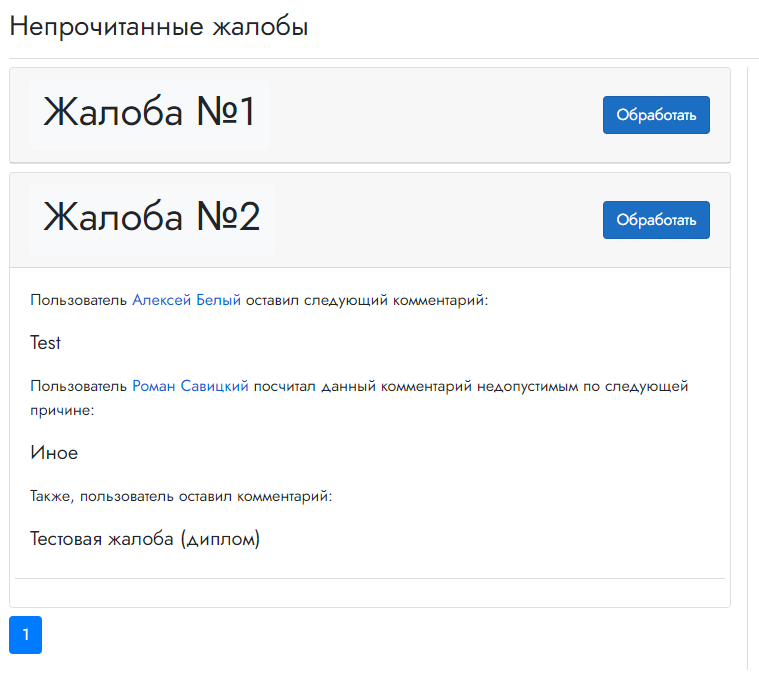 Непрочитанные жалобы
Жалоба №1
Обработать
Жалоба №2
Обработать
Пользователь Алексей Белый оставил следующий комментарий:
Test
Пользователь Роман Савицкий посчитал данный комментарий недопустимым по следующей
причине:
Иное
Также, пользователь оставил комментарий:
Тестовая жалоба (диплом)
1